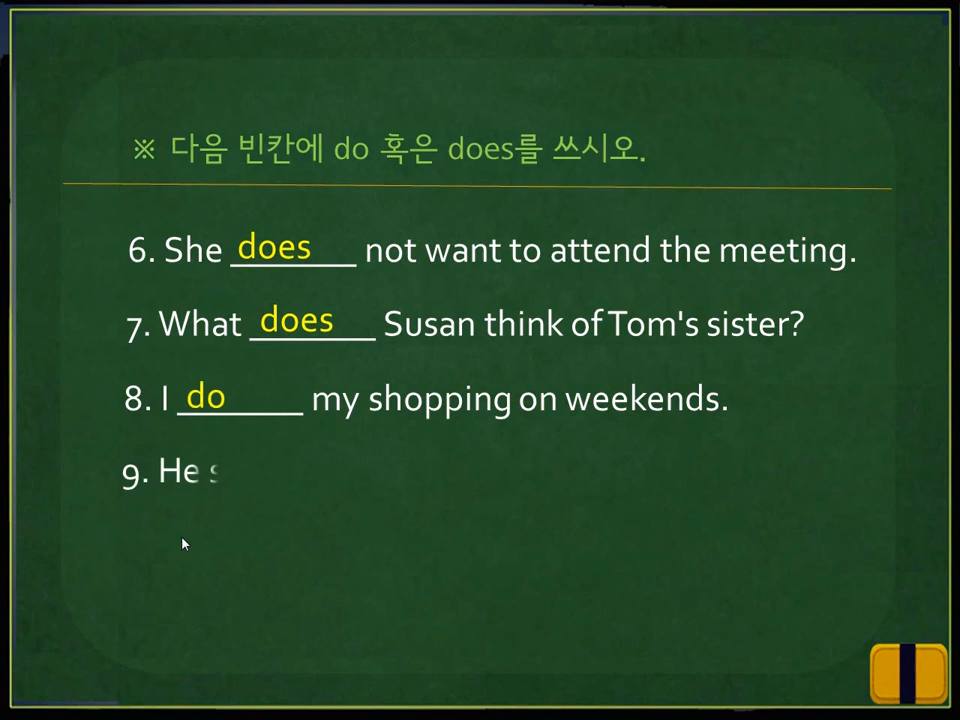 ※ 다음 빈칸에 do 혹은 does를 쓰시오.
6. She does not want to attend the meeting.
7. What does Susan think of Tom's sister?
8. I do my shopping on weekends.
9. He